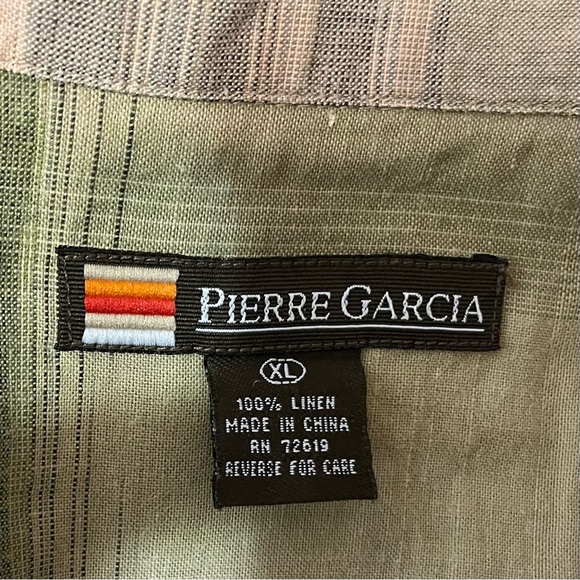 PIERRE GARCIA
XL
100% LINEN
MADE IN CHINA
RN 72619
REVERSE FOR CARE